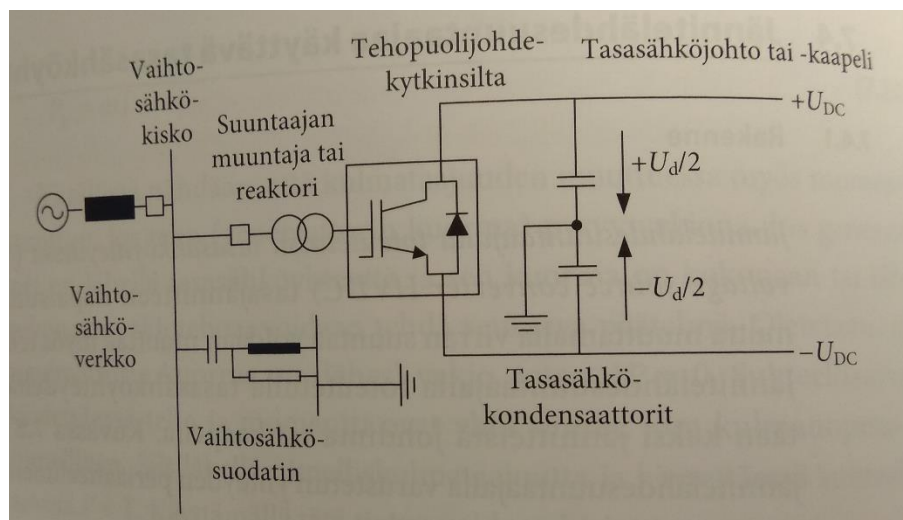 Vaihto-
sähkö-
kisko
Suuntaajan
muuntaja tai
reaktori
Tehopuolijohde-
kytkinsilta
Tasasähköjohto tai -kaapeli
+U_DC
+U_d/2
−U_d/2
−U_DC
Vaihto-
sähkö-
verkko
Vaihtosähkö-
suodatin
Tasasähkö-
kondensaattorit